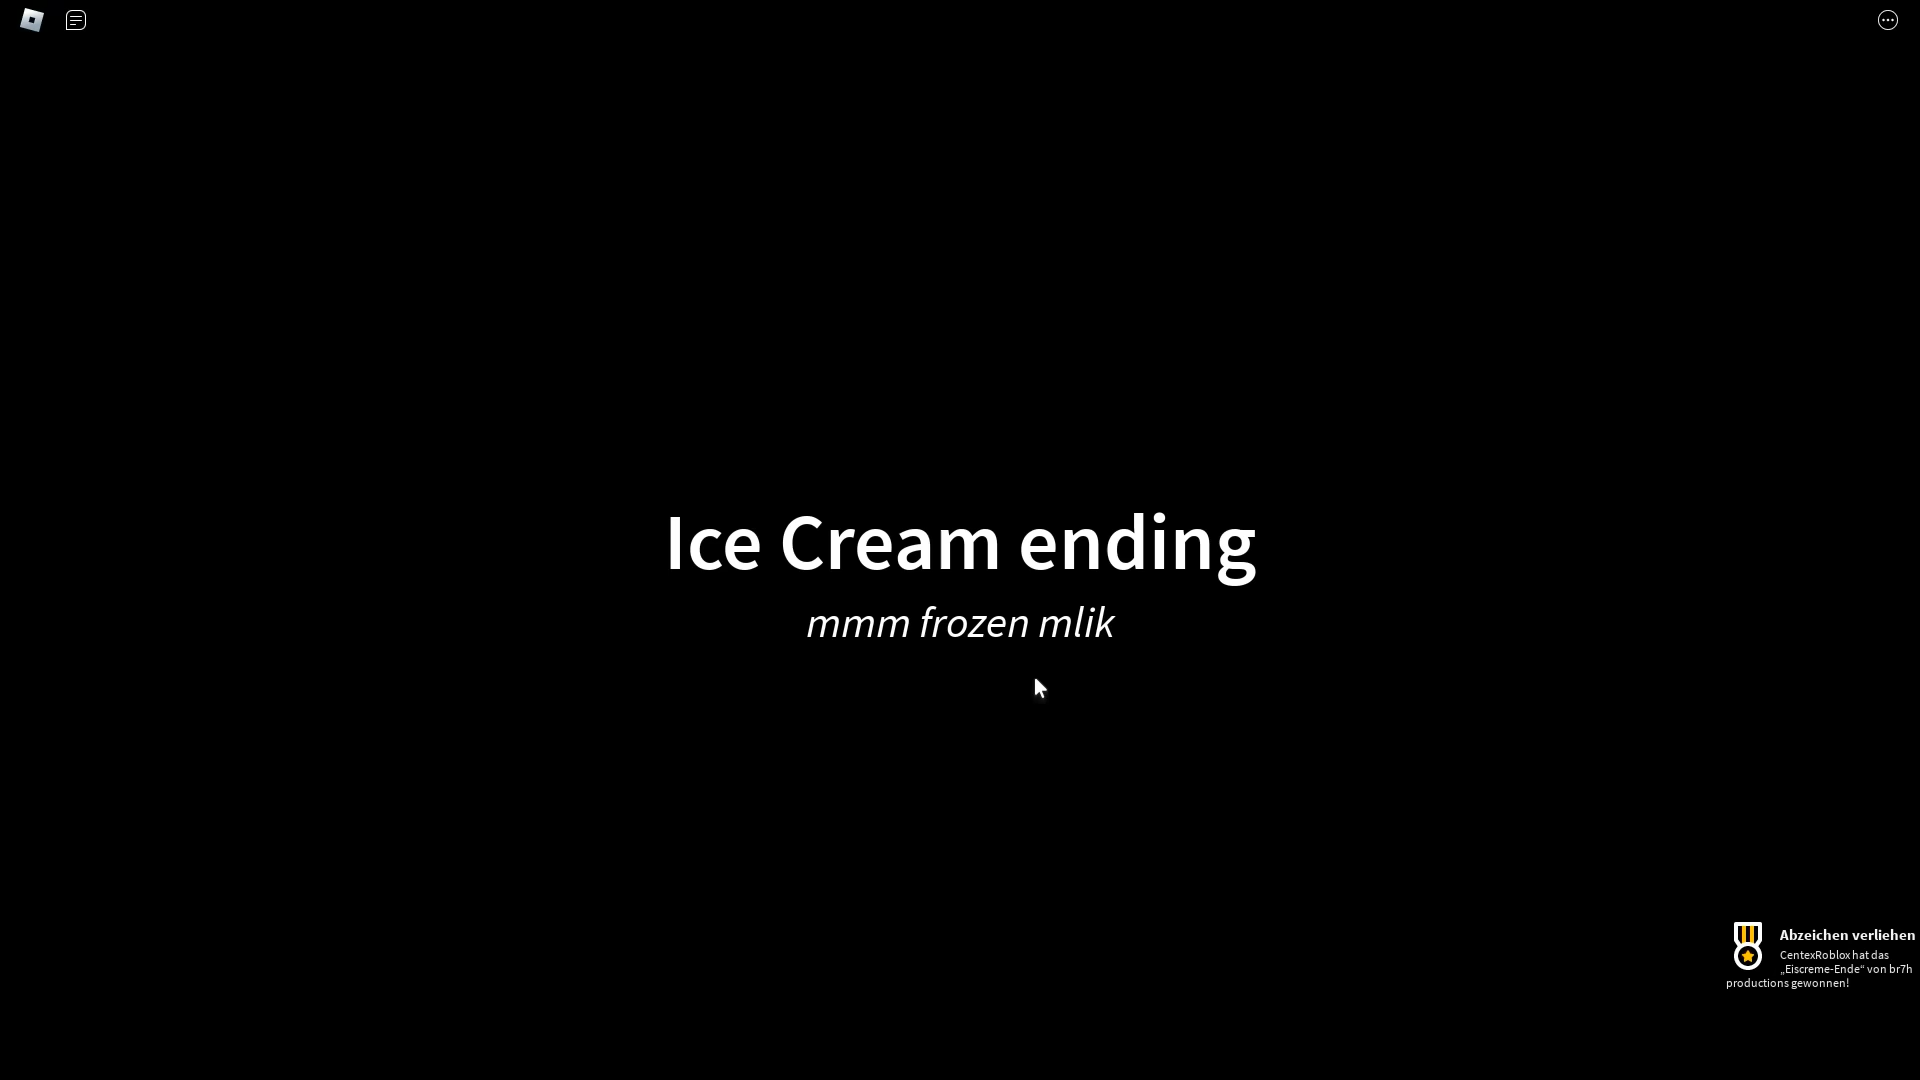 Ice Cream ending
mmm frozen mlik
Abzeichen verliehen
CentexRoblox hat das
„Eiscreme-Ende“ von br7h
productions gewonnen!